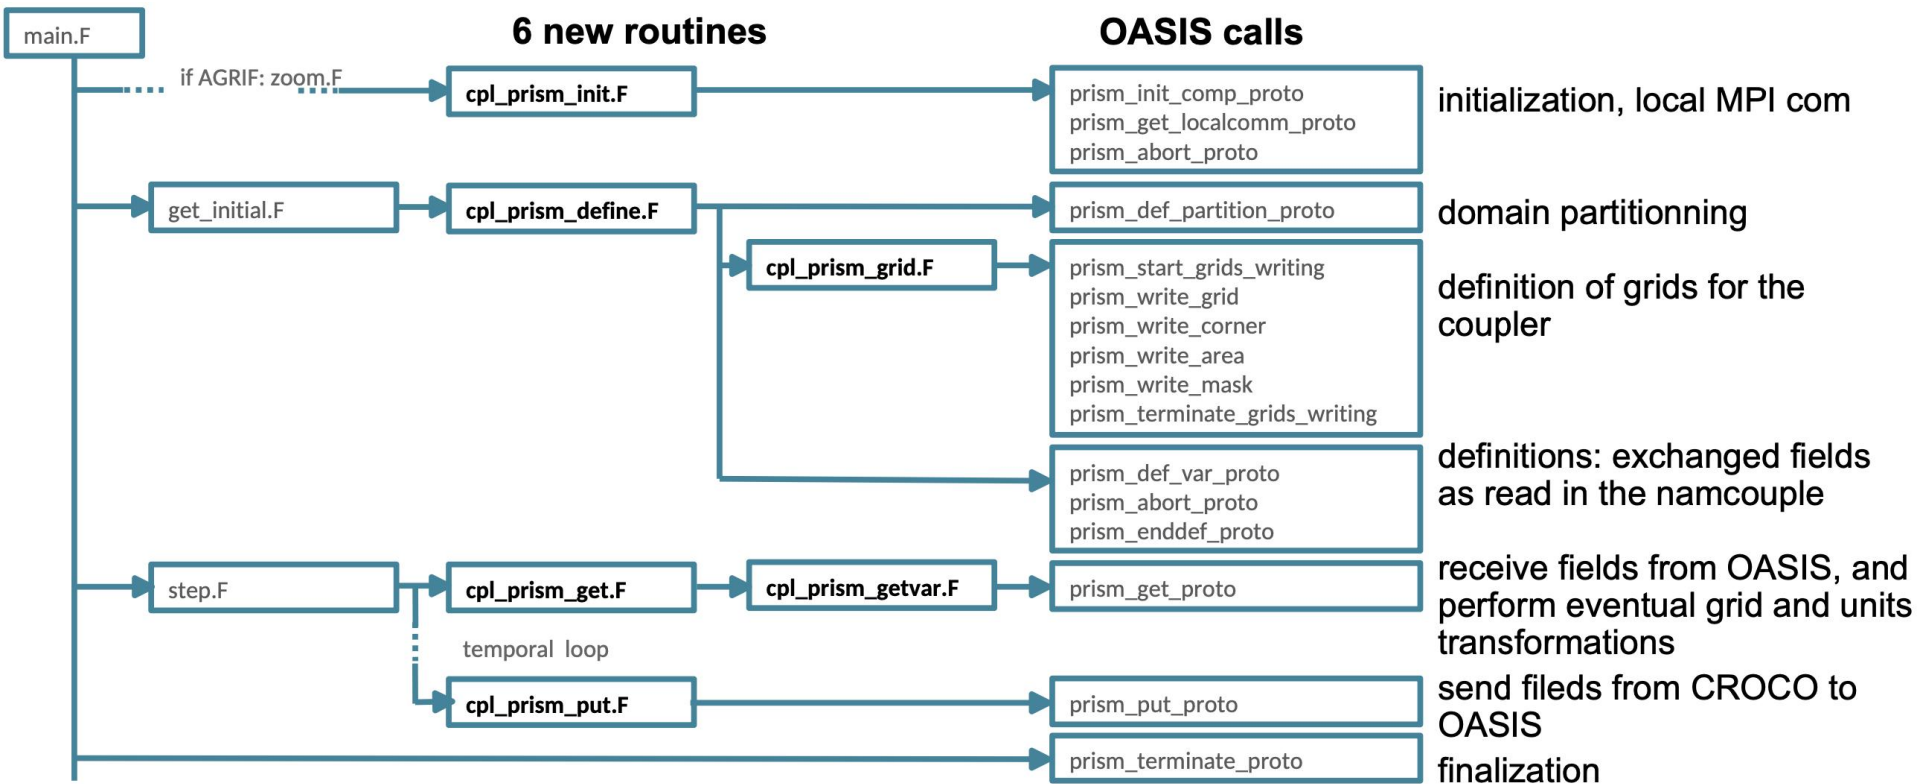 main.F
6 new routines
OASIS calls
if AGRIF: zoom.F
cpl_prism_init.F
prism_init_comp_proto
prism_get_localcomm_proto
prism_abort_proto
initialization, local MPI com
get_initial.F
cpl_prism_define.F
prism_def_partition_proto
domain partitionning
cpl_prism_grid.F
prism_start_grids_writing
prism_write_grid
prism_write_corner
prism_write_area
prism_write_mask
prism_terminate_grids_writing
definition of grids for the
coupler
prism_def_var_proto
prism_abort_proto
prism_enddef_proto
definitions: exchanged fields
as read in the namcouple
step.F
cpl_prism_get.F
cpl_prism_getvar.F
prism_get_proto
receive fields from OASIS, and
perform eventual grid and units
transformations
temporal loop
cpl_prism_put.F
prism_put_proto
send fileds from CROCO to
OASIS
prism_terminate_proto
finalization